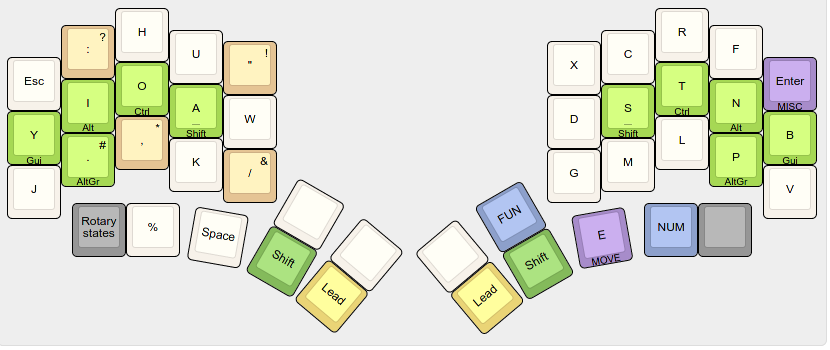 Esc
?
:
H
U
!
"
X
C
R
F
Enter
MISC
Y
Gui
I
Alt
O
Ctrl
A
Shift
W
D
S
Shift
T
Ctrl
N
Alt
B
Gui
J
#
.
AltGr
*
,
K
&
/
G
M
L
P
AltGr
V
Rotary
states
%
Space
Shift
Lead
Lead
Shift
FUN
E
MOVE
NUM